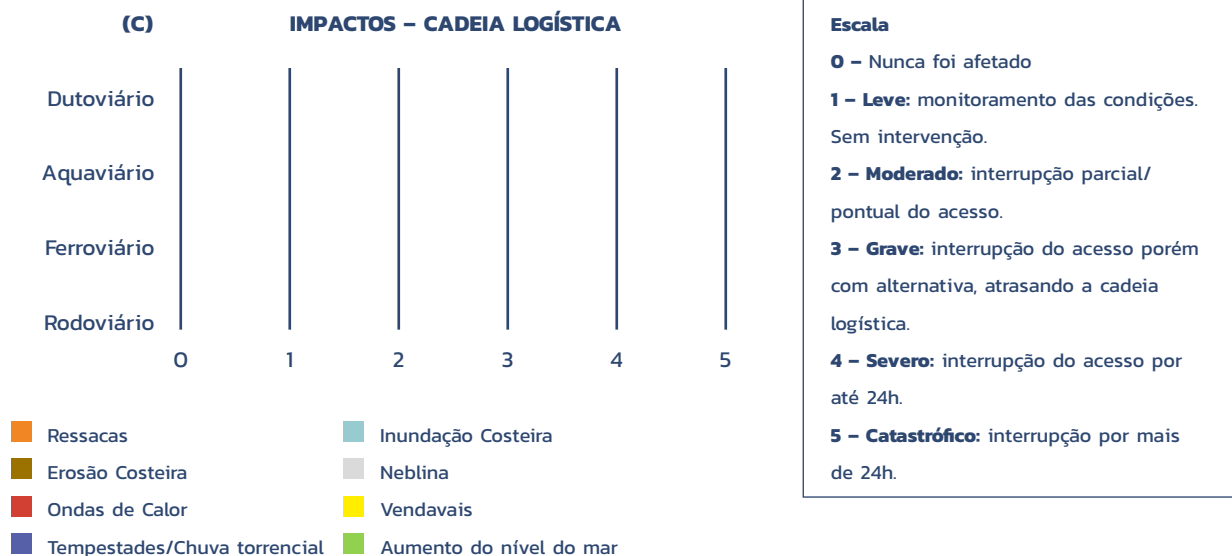 (C) IMPACTOS – CADEIA LOGÍSTICA
Dutoviário
Aquaviário
Ferroviário
Rodoviário
0 1 2 3 4 5
Ressacas
Erosão Costeira
Ondas de Calor
Tempestades/Chuva torrencial
Inundação Costeira
Neblina
Vendavais
Aumento do nível do mar
Escala
0 – Nunca foi afetado
1 – Leve: monitoramento das condições.
Sem intervenção.
2 – Moderado: interrupção parcial/
pontual do acesso.
3 – Grave: interrupção do acesso porém
com alternativa, atrasando a cadeia
logística.
4 – Severo: interrupção do acesso por
até 24h.
5 – Catastrófico: interrupção por mais
de 24h.